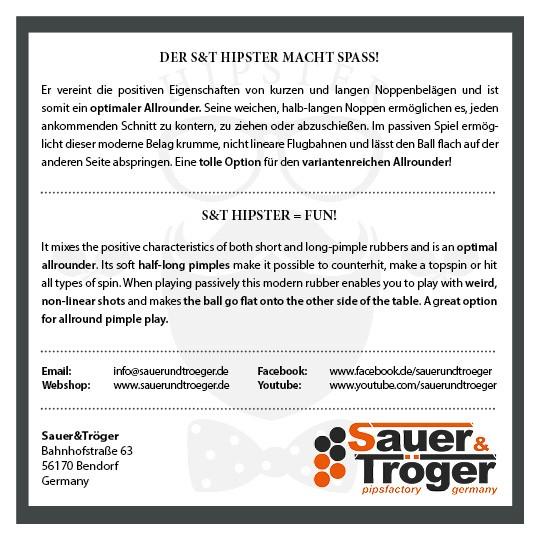 DER S&T HIPSTER MACHT SPASS!
HIPSTER
Er vereint die positiven Eigenschaften von kurzen und langen Noppenbelägen und ist
somit ein optimaler Allrounder. Seine weichen, halb-langen Noppen ermöglichen es, jeden
ankommenden Schnitt zu kontern, zu ziehen oder abzuschießen. Im passiven Spiel ermög-
licht dieser moderne Belag krumme, nicht lineare Flugbahnen und lässt den Ball flach auf der
anderen Seite abspringen. Eine tolle Option für den variantenreichen Allrounder!
S&T HIPSTER = FUN!
It mixes the positive characteristics of both short and long-pimple rubbers and is an optimal
allrounder. Its soft half-long pimples make it possible to counterhit, make a topspin or hit
all types of spin. When playing passively this modern rubber enables you to play with weird,
non-linear shots and makes the ball go flat onto the other side of the table. A great option
for allround pimple play.
Email: info@sauerundtroeger.de Facebook: www.facebook.de/sauerundtroeger
Webshop: www.sauerundtroeger.de Youtube: www.youtube.com/sauerundtroeger
Sauer&Tröger
Bahnhofstraße 63
56170 Bendorf
Germany
Sauer &
Tröger
pipsfactory germany